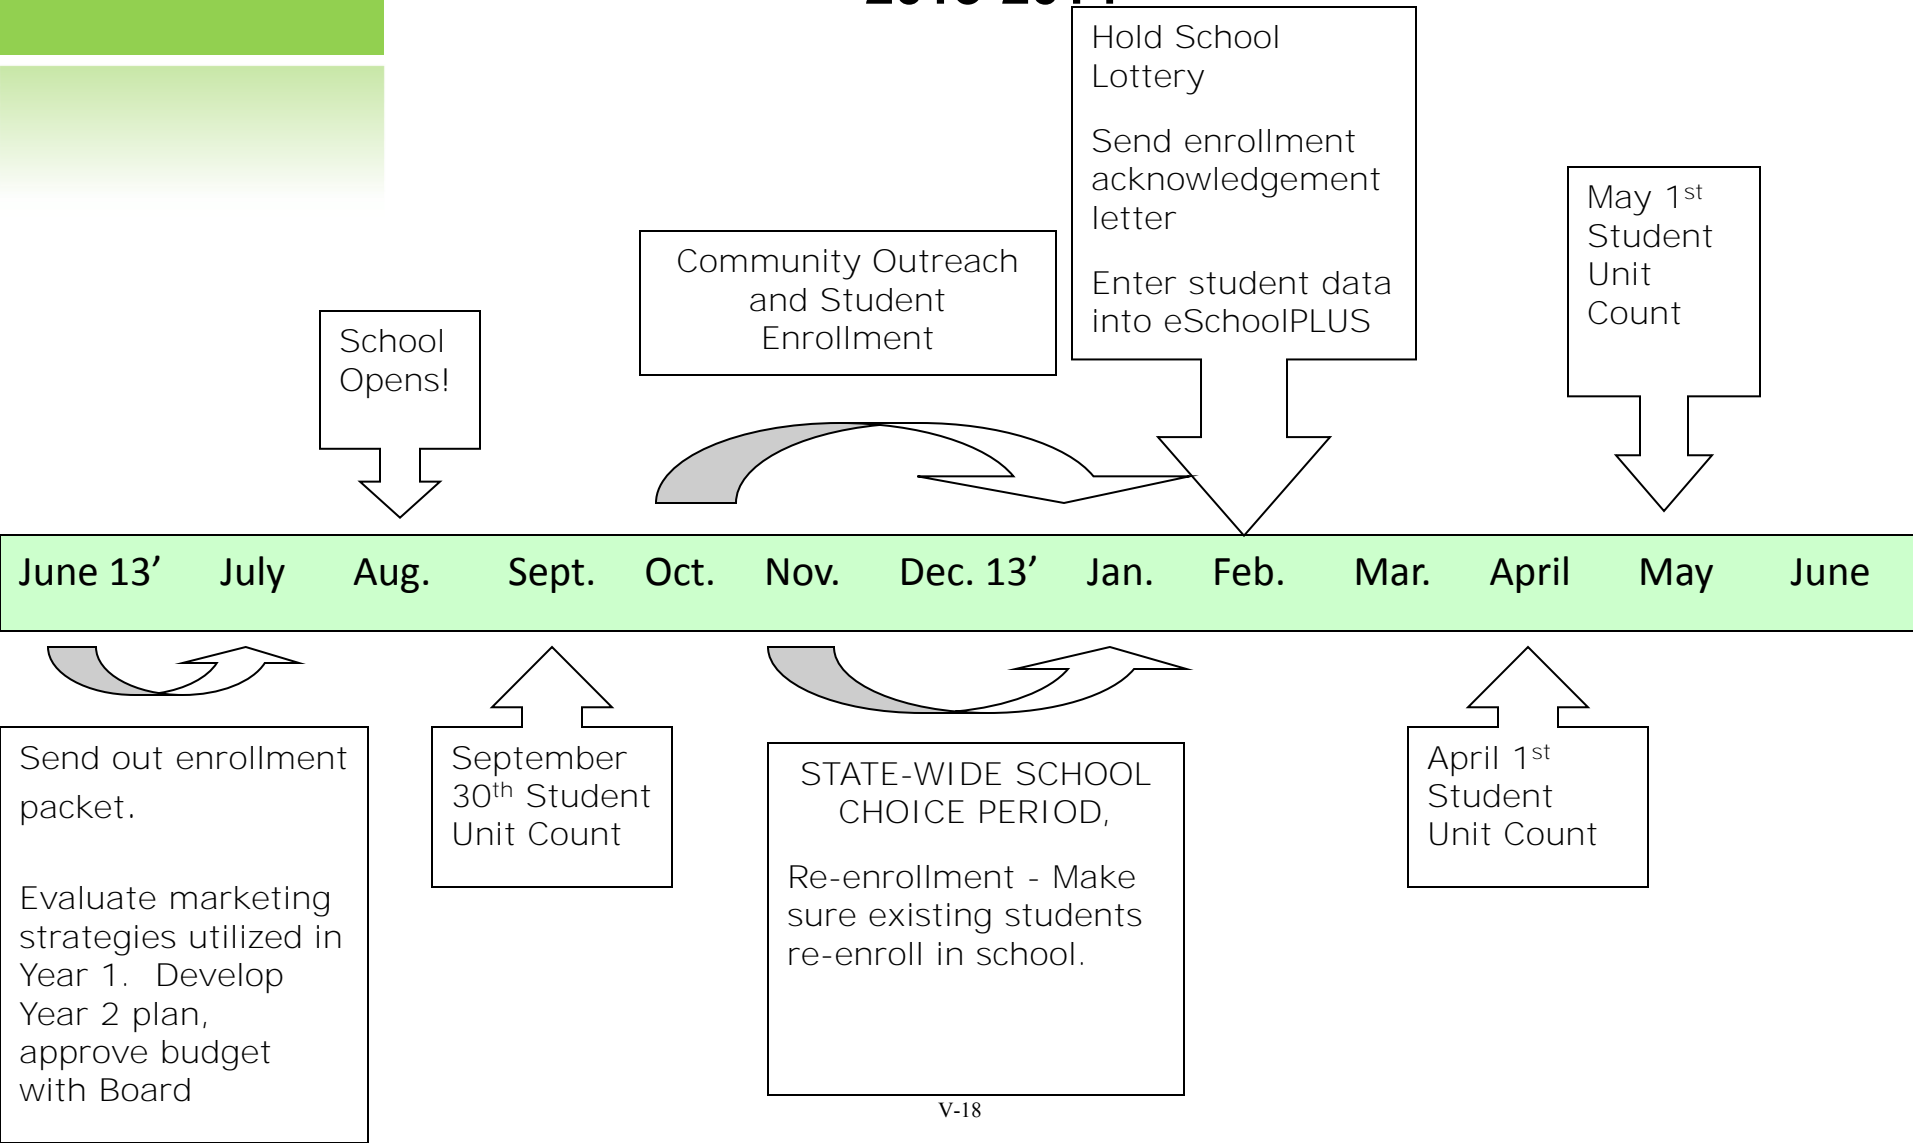 2013-2014
Hold School
Lottery
Send enrollment
acknowledgement
letter
Enter student data
into eSchoolPLUS
May 1st
Student
Unit
Count
Community Outreach
and Student
Enrollment
School
Opens!
June 13’ July Aug. Sept. Oct. Nov. Dec. 13’ Jan. Feb. Mar. April May June
Send out enrollment
packet.
Evaluate marketing
strategies utilized in
Year 1. Develop
Year 2 plan,
approve budget
with Board
September
30th Student
Unit Count
STATE-WIDE SCHOOL
CHOICE PERIOD,
Re-enrollment - Make
sure existing students
re-enroll in school.
April 1st
Student
Unit Count
V-18